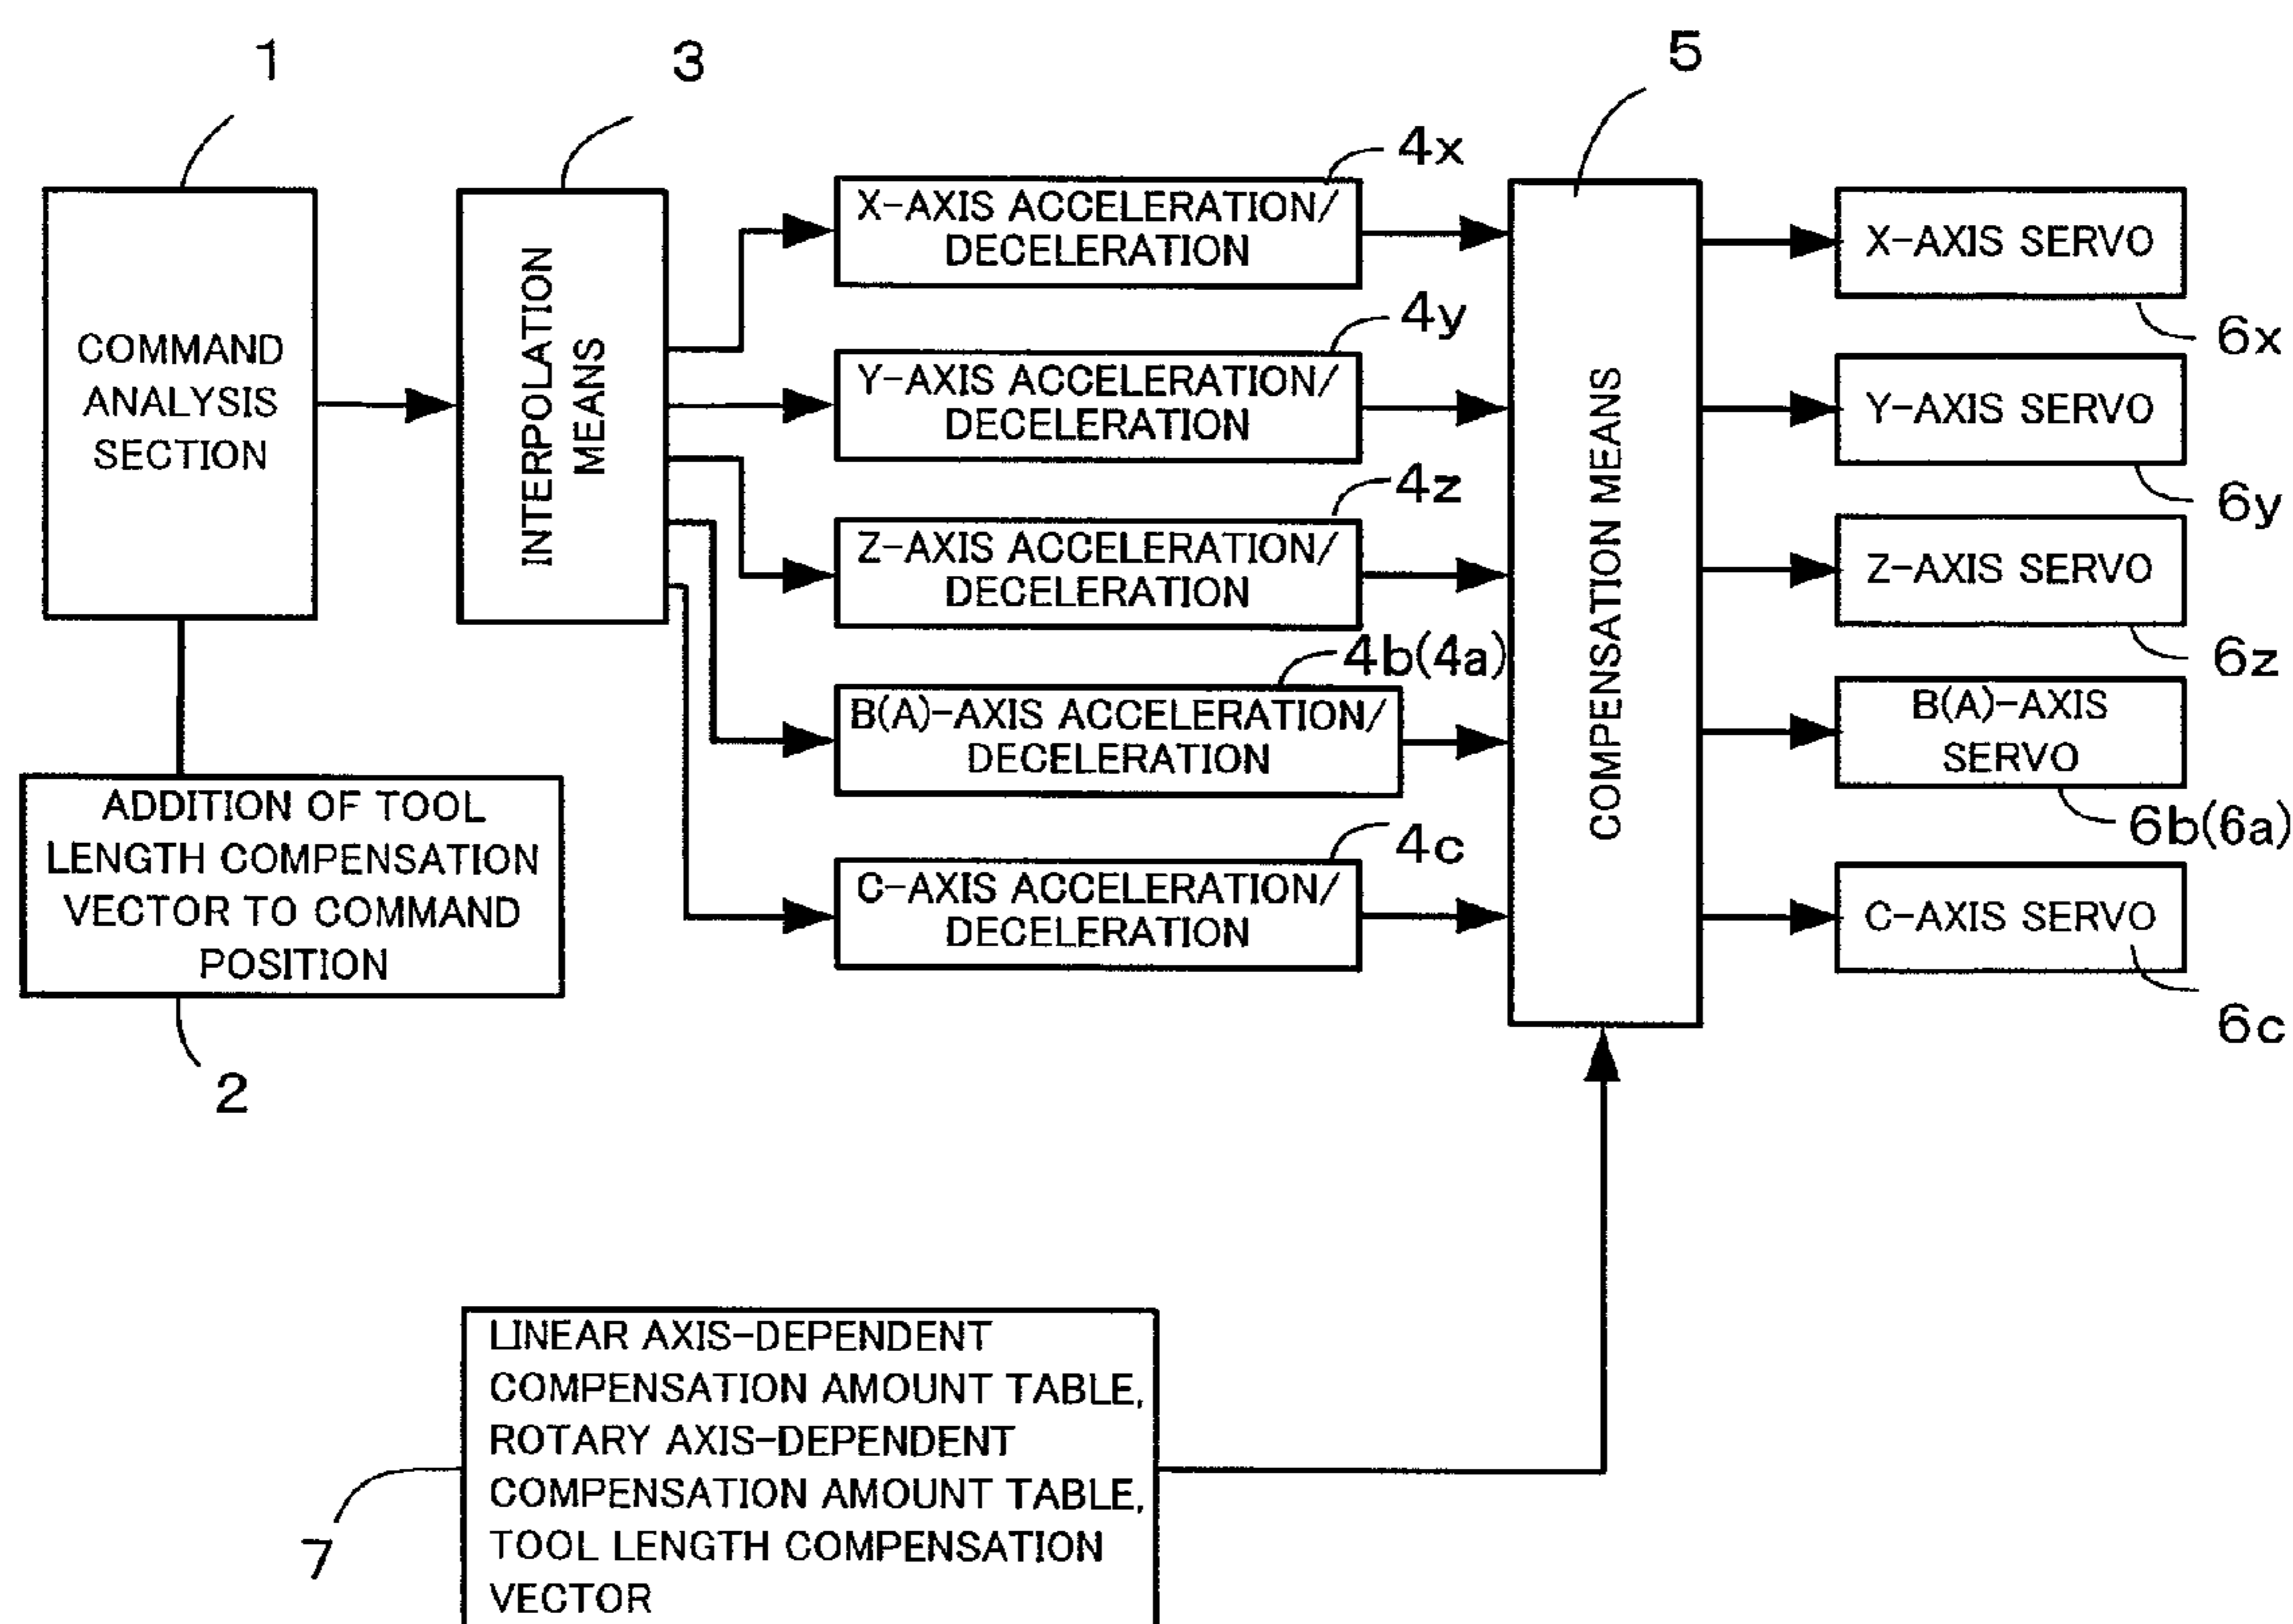 1
3
5
COMMAND
ANALYSIS
SECTION
INTERPOLATION
MEANS
4x
X-AXIS ACCELERATION/
DECELERATION
4y
Y-AXIS ACCELERATION/
DECELERATION
4z
Z-AXIS ACCELERATION/
DECELERATION
4b(4a)
B(A)-AXIS ACCELERATION/
DECELERATION
4c
C-AXIS ACCELERATION/
DECELERATION
COMPENSATION MEANS
X-AXIS SERVO
6x
Y-AXIS SERVO
6y
Z-AXIS SERVO
6z
B(A)-AXIS
SERVO
6b(6a)
C-AXIS SERVO
6c
ADDITION OF TOOL
LENGTH COMPENSATION
VECTOR TO COMMAND
POSITION
2
LINEAR AXIS-DEPENDENT
COMPENSATION AMOUNT TABLE,
ROTARY AXIS-DEPENDENT
COMPENSATION AMOUNT TABLE,
TOOL LENGTH COMPENSATION
VECTOR
7